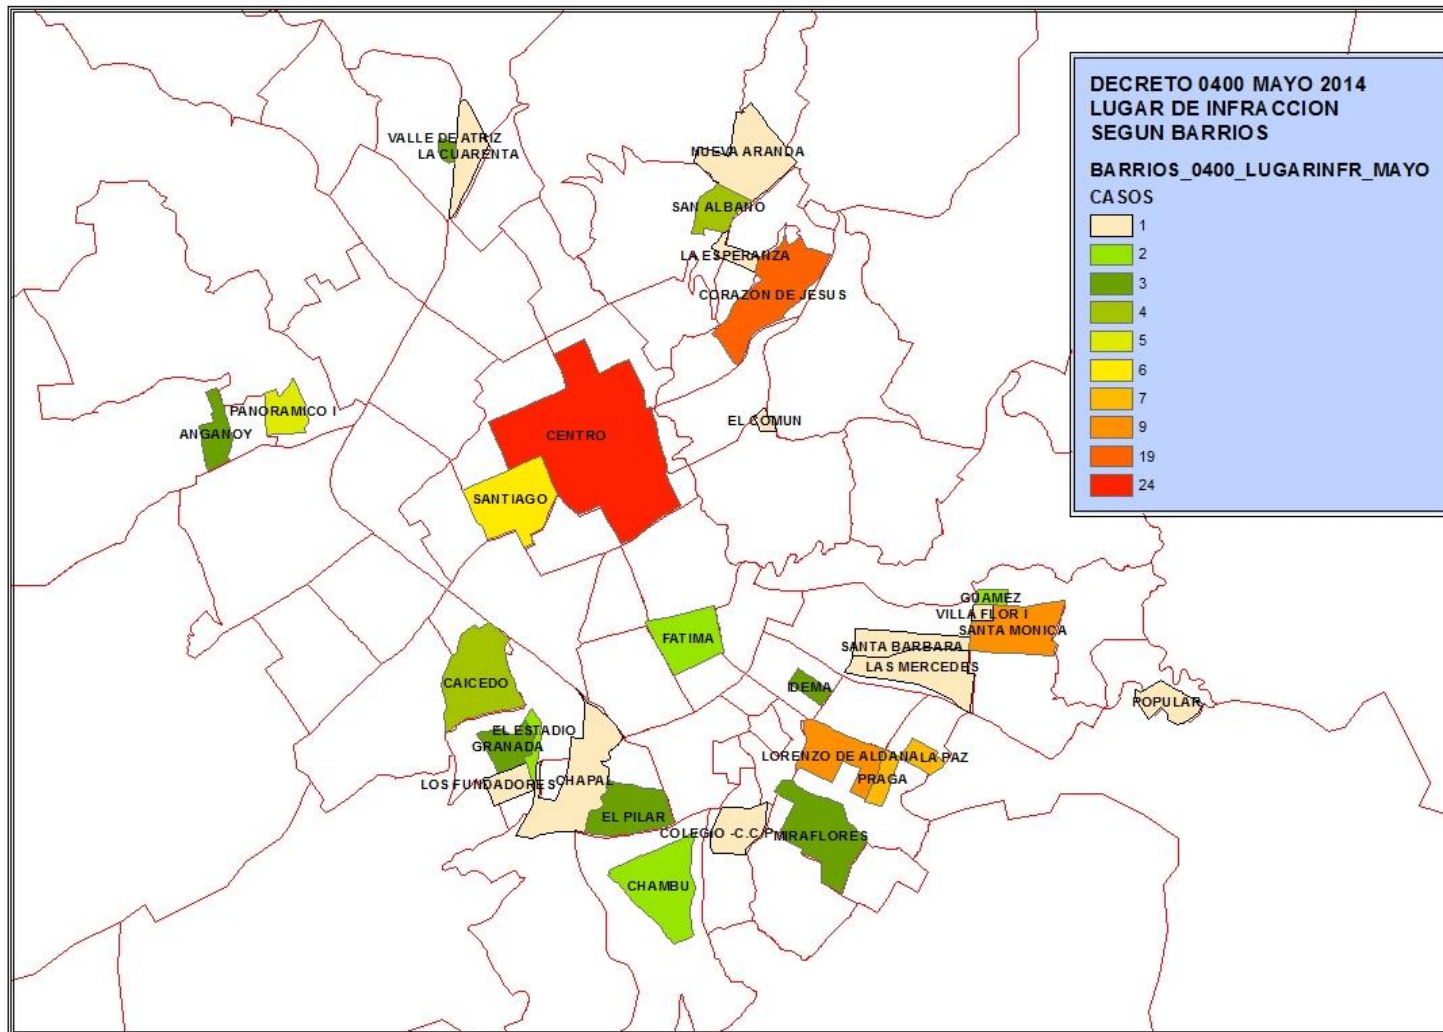 DECRETO 0400 MAYO 2014
LUGAR DE INFRACCION
SEGUN BARRIOS
BARRIOS_0400_LUGARINFR_MAYO
CASOS
1
2
3
4
5
6
7
9
19
24
VALLE DE ATRIZ
LA CUARENTA
NUEVA ARANDA
SAN ALBANO
LA ESPERANZA
CORAZON DE JESUS
PANORAMICO I
ANGANOY
CENTRO
EL COMUN
SANTIAGO
GUAMEZ
VILLA FLOR I
SANTA MONICA
FATIMA
SANTA BARBARA
LAS MERCEDES
CAICEDO
IDEMA
POPULAR
EL ESTADIO
GRANADA
LORENZO DE ALDANA
LA PAZ
LOS FUNDADORES
CHAPAL
PRAGA
EL PILAR
COLEGIO -C.C.P
MIRAFLORES
CHAMBU